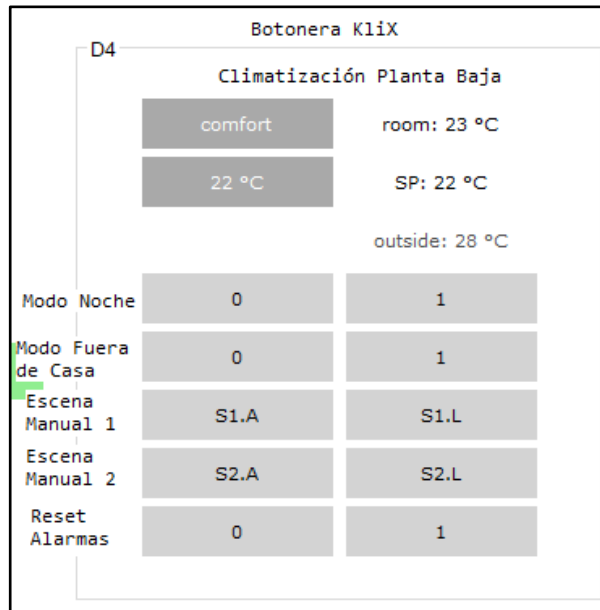 Botonera KliX
D4
Climatización Planta Baja
comfort room: 23 °C
22 °C SP: 22 °C
outside: 28 °C
Modo Noche 0 1
Modo Fuera
de Casa 0 1
Escena
Manual 1 S1.A S1.L
Escena
Manual 2 S2.A S2.L
Reset
Alarmas 0 1